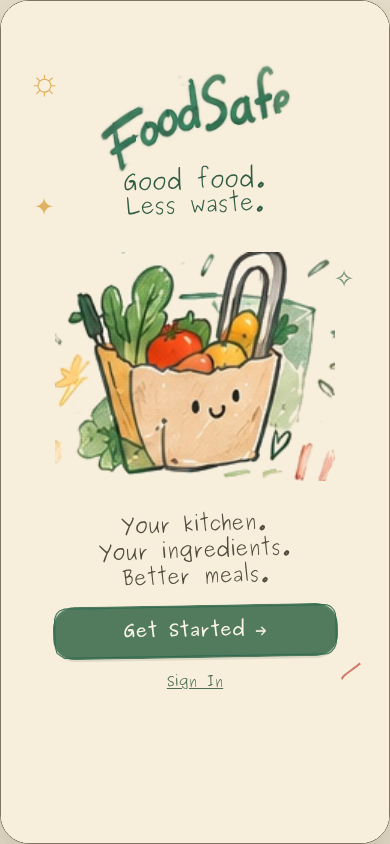 FoodSafe
Good food.
Less waste.
Your kitchen.
Your ingredients.
Better meals.
Get Started →
Sign In